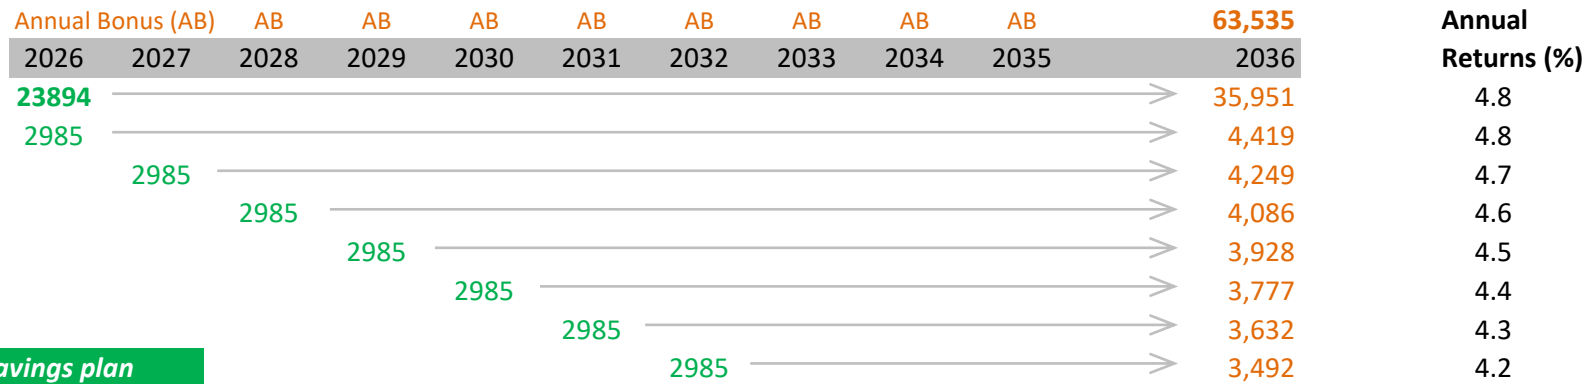 Annual Bonus (AB) AB AB AB AB AB AB AB AB 63,535 Annual
2026 2027 2028 2029 2030 2031 2032 2033 2034 2035 2036 Returns (%)
23894 35,951 4.8
2985 4,419 4.8
2985 4,249 4.7
2985 4,086 4.6
2985 3,928 4.5
2985 3,777 4.4
2985 3,632 4.3
avings plan 2985 3,492 4.2